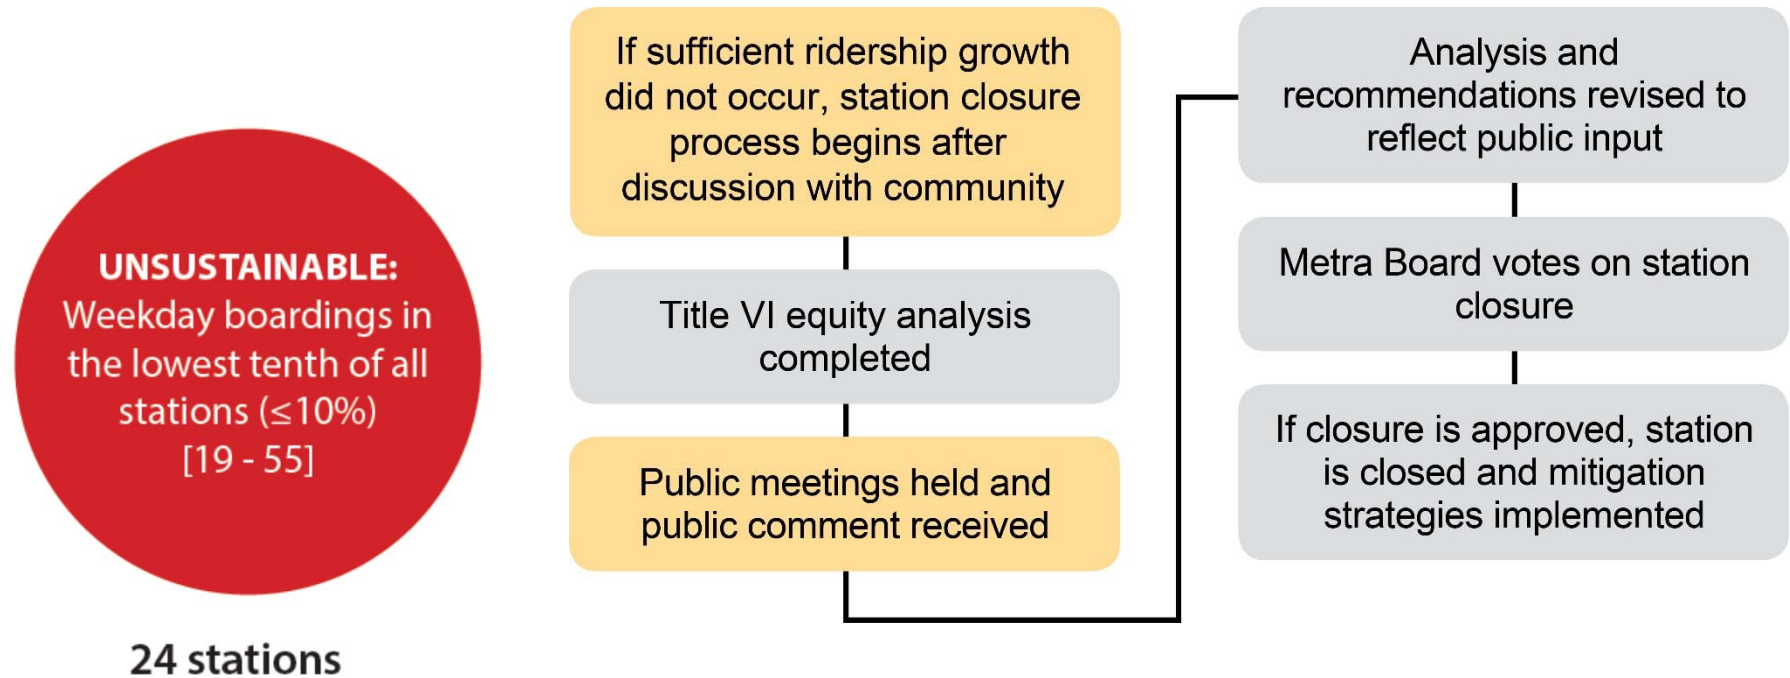 UNSUSTAINABLE:
Weekday boardings in
the lowest tenth of all
stations (≤10%)
[19 - 55]
24 stations
If sufficient ridership growth
did not occur, station closure
process begins after
discussion with community
Title VI equity analysis
completed
Public meetings held and
public comment received
Analysis and
recommendations revised to
reflect public input
Metra Board votes on station
closure
If closure is approved, station
is closed and mitigation
strategies implemented